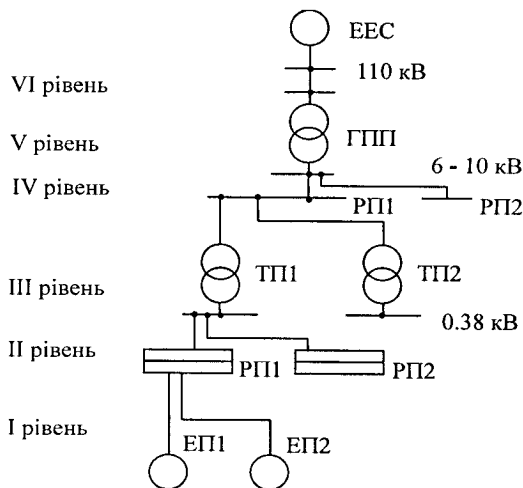 ЕЕС
110 кВ
VI рівень
V рівень
ГПП
6 - 10 кВ
IV рівень
РП1
РП2
ТП1
ТП2
III рівень
0.38 кВ
II рівень
РП1
РП2
I рівень
ЕП1
ЕП2